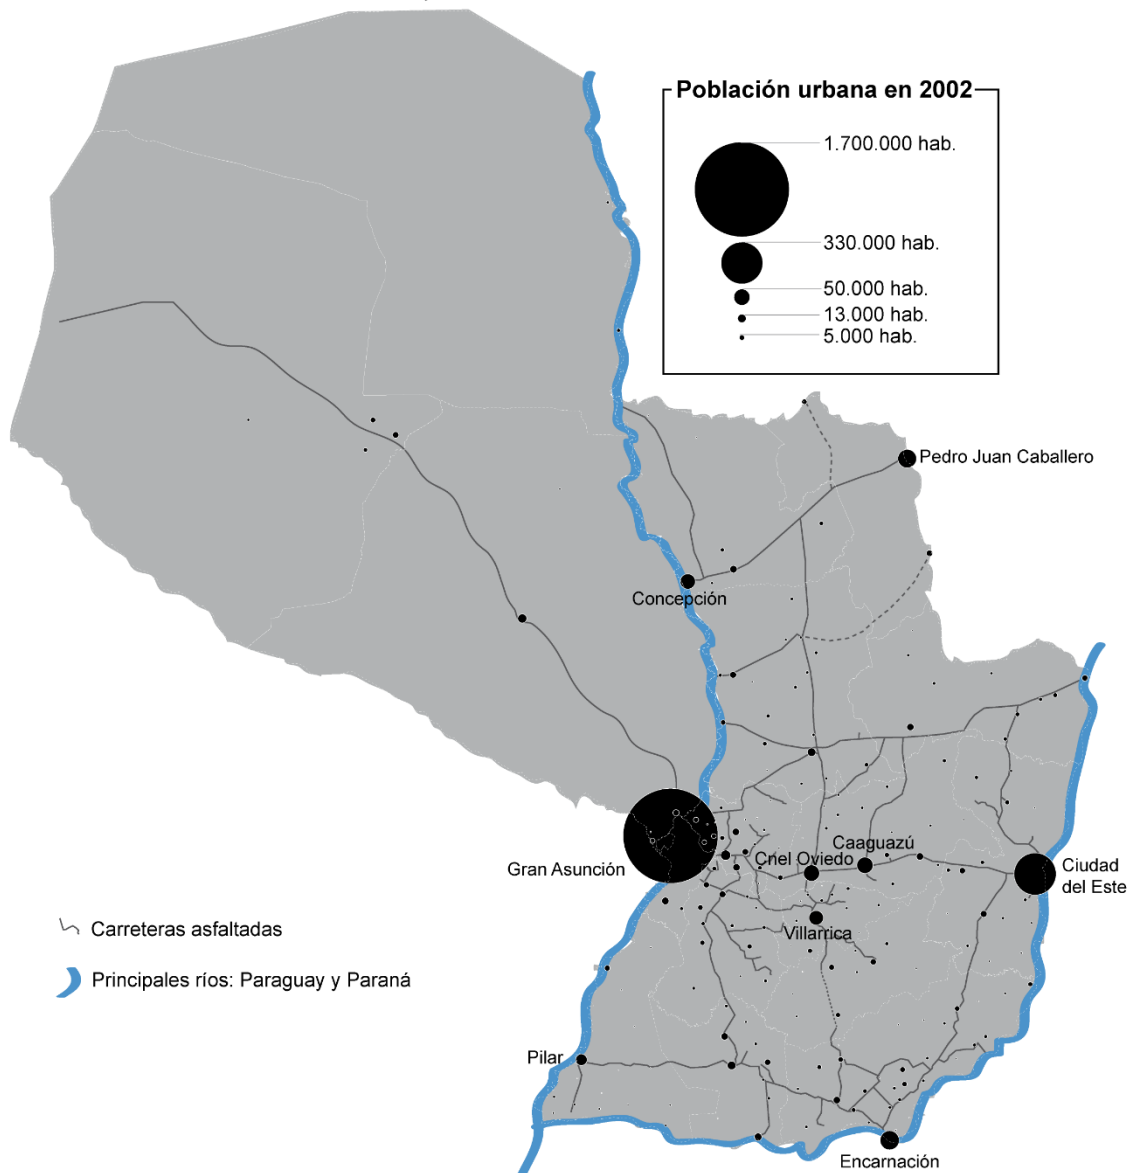 Población urbana en 2002
1.700.000 hab.
330.000 hab.
50.000 hab.
13.000 hab.
5.000 hab.
Pedro Juan Caballero
Concepción
Gran Asunción
Cnel Oviedo
Caaguazú
Ciudad
del Este
Villarrica
Carreteras asfaltadas
Principales ríos: Paraguay y Paraná
Pilar
Encarnación